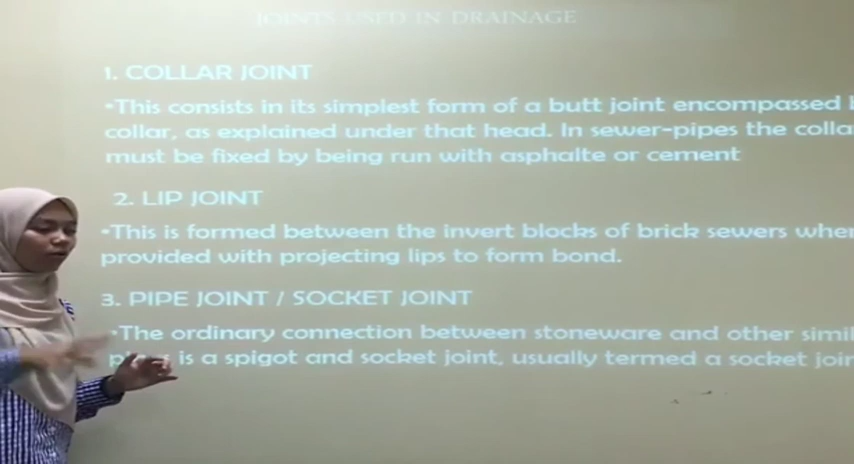 JOINTS USED IN DRAINAGE
1. COLLAR JOINT
•This consists in its simplest form of a butt joint encompassed
collar, as explained under that head. In sewer-pipes the colla
must be fixed by being run with asphalte or cement
2. LIP JOINT
•This is formed between the invert blocks of brick sewers whe
provided with projecting lips to form bond.
3. PIPE JOINT / SOCKET JOINT
•The ordinary connection between stoneware and other simil
is a spigot and socket joint, usually termed a socket join